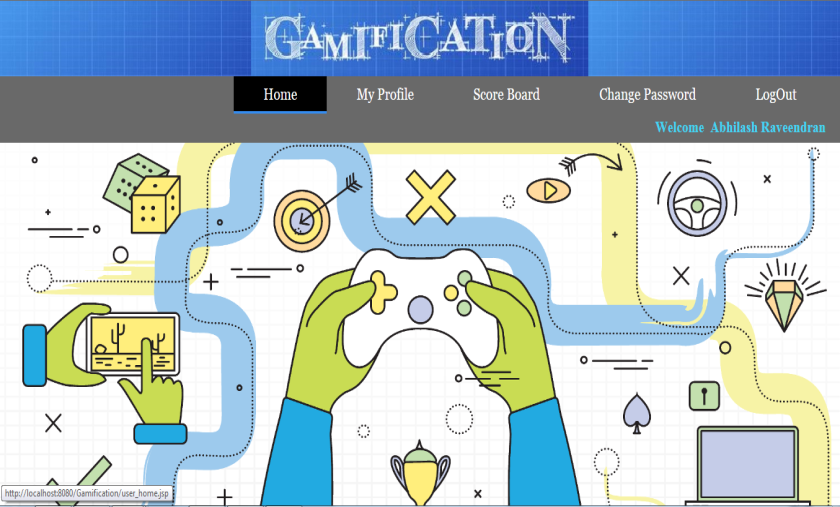 GAMIFICATION
Home My Profile Score Board Change Password LogOut
Welcome Abhilash Raveendran
http://localhost:8080/Gamification/user_home.jsp